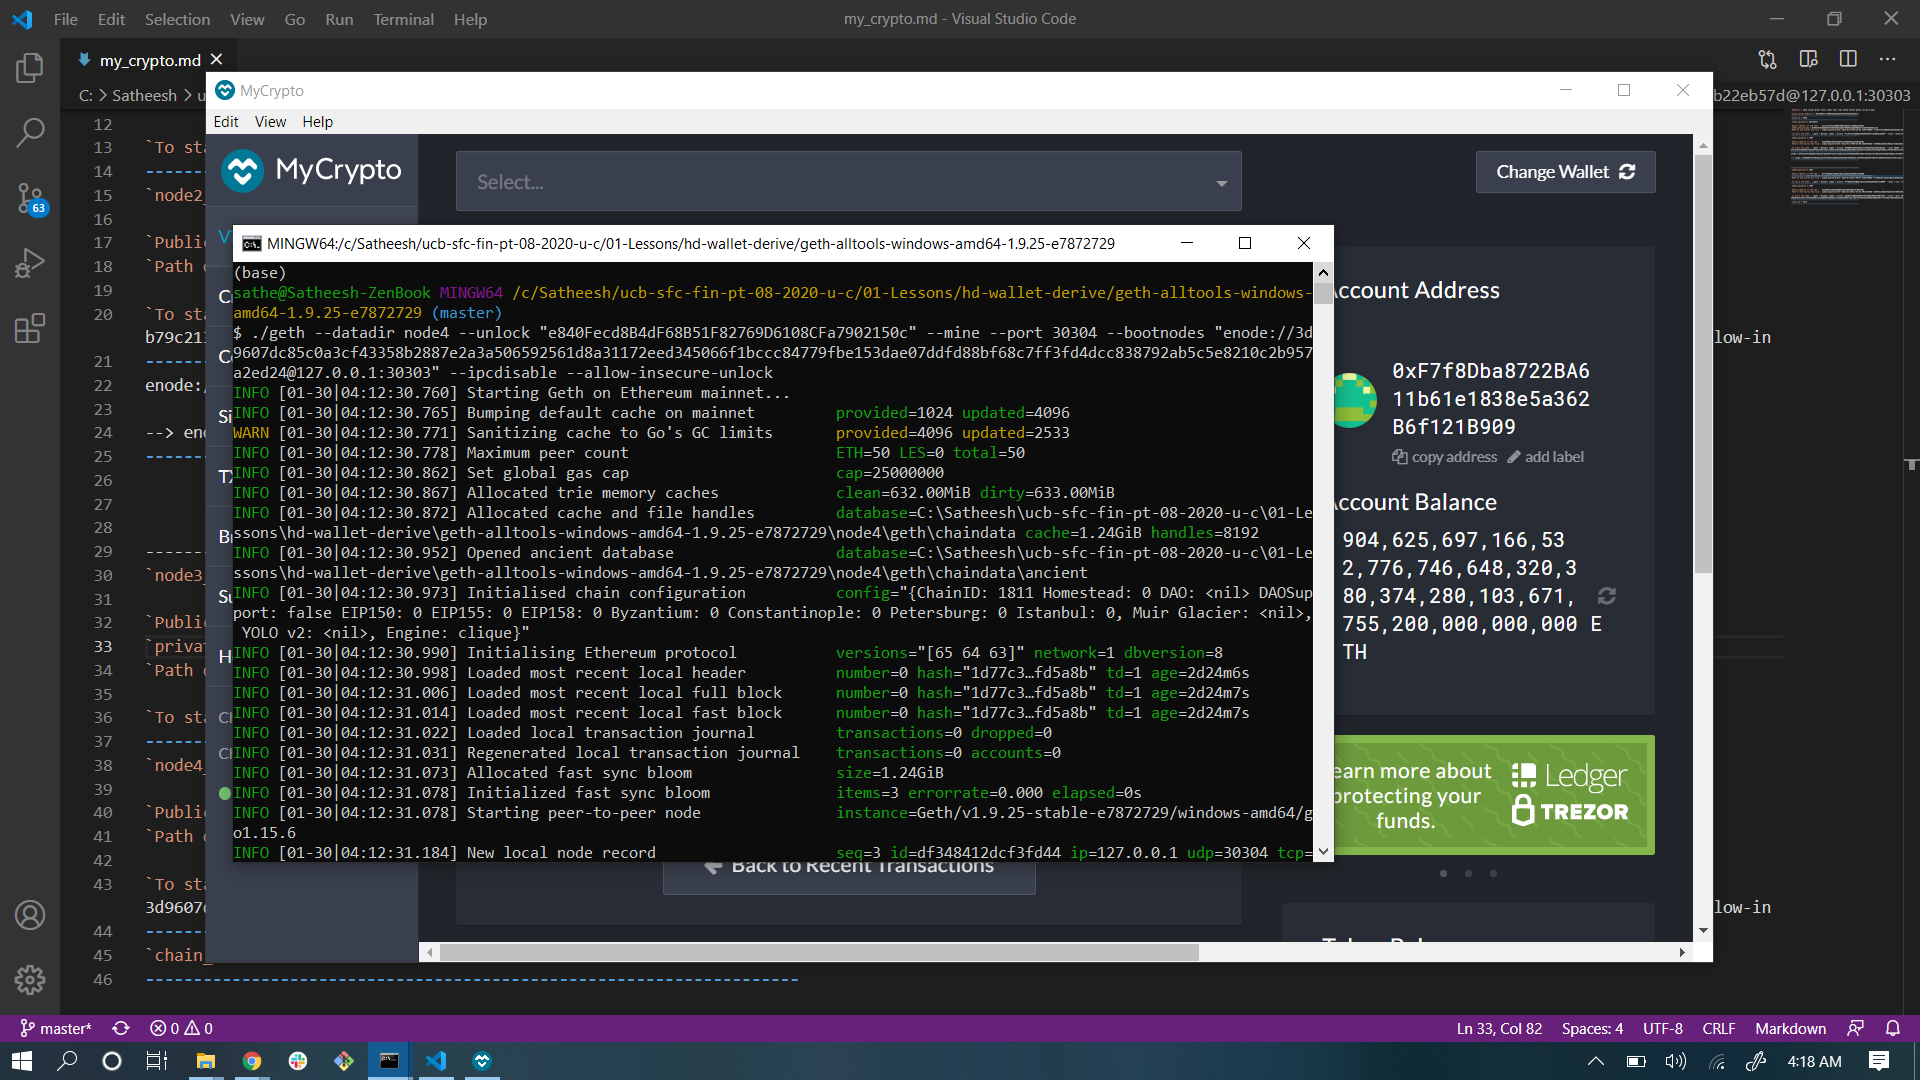 File Edit Selection View Go Run Terminal Help
my_crypto.md - Visual Studio Code
my_crypto.md
C: > Satheesh >
b22eb57d@127.0.0.1:30303
MyCrypto
Edit View Help
MyCrypto
Select...
Change Wallet
MINGW64:/c/Satheesh/ucb-sfc-fin-pt-08-2020-u-c/01-Lessons/hd-wallet-derive/geth-alltools-windows-amd64-1.9.25-e7872729
(base)
sathe@Satheesh-ZenBook MINGW64 /c/Satheesh/ucb-sfc-fin-pt-08-2020-u-c/01-Lessons/hd-wallet-derive/geth-alltools-windows-
amd64-1.9.25-e7872729 (master)
$ ./geth --datadir node4 --unlock "e840Fecd8B4dF68B51F82769D6108CFa7902150c" --mine --port 30304 --bootnodes "enode://3d
9607dc85c0a3cf43358b2887e2a3a506592561d8a31172eed345066f1bccc84779fbe153dae07ddfd88bf68c7ff3fd4dcc838792ab5c5e8210c2b957
a2ed24@127.0.0.1:30303" --ipcdisable --allow-insecure-unlock
INFO [01-30|04:12:30.760] Starting Geth on Ethereum mainnet...
INFO [01-30|04:12:30.765] Bumping default cache on mainnet provided=1024 updated=4096
WARN [01-30|04:12:30.771] Sanitizing cache to Go's GC limits provided=4096 updated=2533
INFO [01-30|04:12:30.778] Maximum peer count ETH=50 LES=0 total=50
INFO [01-30|04:12:30.862] Set global gas cap cap=25000000
INFO [01-30|04:12:30.867] Allocated trie memory caches clean=632.00MiB dirty=633.00MiB
INFO [01-30|04:12:30.872] Allocated cache and file handles database=C:\Satheesh\ucb-sfc-fin-pt-08-2020-u-c\01-Le
ssons\hd-wallet-derive\geth-alltools-windows-amd64-1.9.25-e7872729\node4\geth\chaindata cache=1.24GiB handles=8192
INFO [01-30|04:12:30.952] Opened ancient database database=C:\Satheesh\ucb-sfc-fin-pt-08-2020-u-c\01-Le
ssons\hd-wallet-derive\geth-alltools-windows-amd64-1.9.25-e7872729\node4\geth\chaindata\ancient
INFO [01-30|04:12:30.973] Initialised chain configuration config="{ChainID: 1811 Homestead: 0 DAO: <nil> DAOSup
port: false EIP150: 0 EIP155: 0 EIP158: 0 Byzantium: 0 Constantinople: 0 Petersburg: 0 Istanbul: 0, Muir Glacier: <nil>,
YOLO v2: <nil>, Engine: clique}"
INFO [01-30|04:12:30.990] Initialising Ethereum protocol versions="[65 64 63]" network=1 dbversion=8
INFO [01-30|04:12:30.998] Loaded most recent local header number=0 hash="1d77c3…fd5a8b" td=1 age=2d24m6s
INFO [01-30|04:12:31.006] Loaded most recent local full block number=0 hash="1d77c3…fd5a8b" td=1 age=2d24m7s
INFO [01-30|04:12:31.014] Loaded most recent local fast block number=0 hash="1d77c3…fd5a8b" td=1 age=2d24m7s
INFO [01-30|04:12:31.022] Loaded local transaction journal transactions=0 dropped=0
INFO [01-30|04:12:31.031] Regenerated local transaction journal transactions=0 accounts=0
INFO [01-30|04:12:31.073] Allocated fast sync bloom size=1.24GiB
INFO [01-30|04:12:31.078] Initialized fast sync bloom items=3 errorrate=0.000 elapsed=0s
INFO [01-30|04:12:31.078] Starting peer-to-peer node instance=Geth/v1.9.25-stable-e7872729/windows-amd64/g
o1.15.6
INFO [01-30|04:12:31.184] New local node record seq=3 id=df348412dcf3fd44 ip=127.0.0.1 udp=30304 tcp=
ccount Address
0xF7f8Dba8722BA6
11b61e1838e5a362
B6f121B909
copy address add label
ccount Balance
904,625,697,166,53
2,776,746,648,320,3
80,374,280,103,671,
755,200,000,000,000 E
TH
earn more about
protecting your
funds.
Ledger
TREZOR
Back to Recent Transactions
12
13 `To sta
14 -------
15 `node2_
16
17 `Public
18 `Path o
19
20 `To sta
b79c21 low-in
21 -------
22 enode:/
23
24 --> eno
25 -------
26
27
28
29 -------
30 `node3_
31
32 `Public
33 `privat
34 `Path o
35
36 `To sta
37 -------
38 `node4_
39
40 `Public
41 `Path o
42
43 `To sta
3d9607 low-in
44 -------
45 `chain_
46 --------------------------------------------------------------------
63
master* 0 0
Ln 33, Col 82 Spaces: 4 UTF-8 CRLF Markdown
4:18 AM